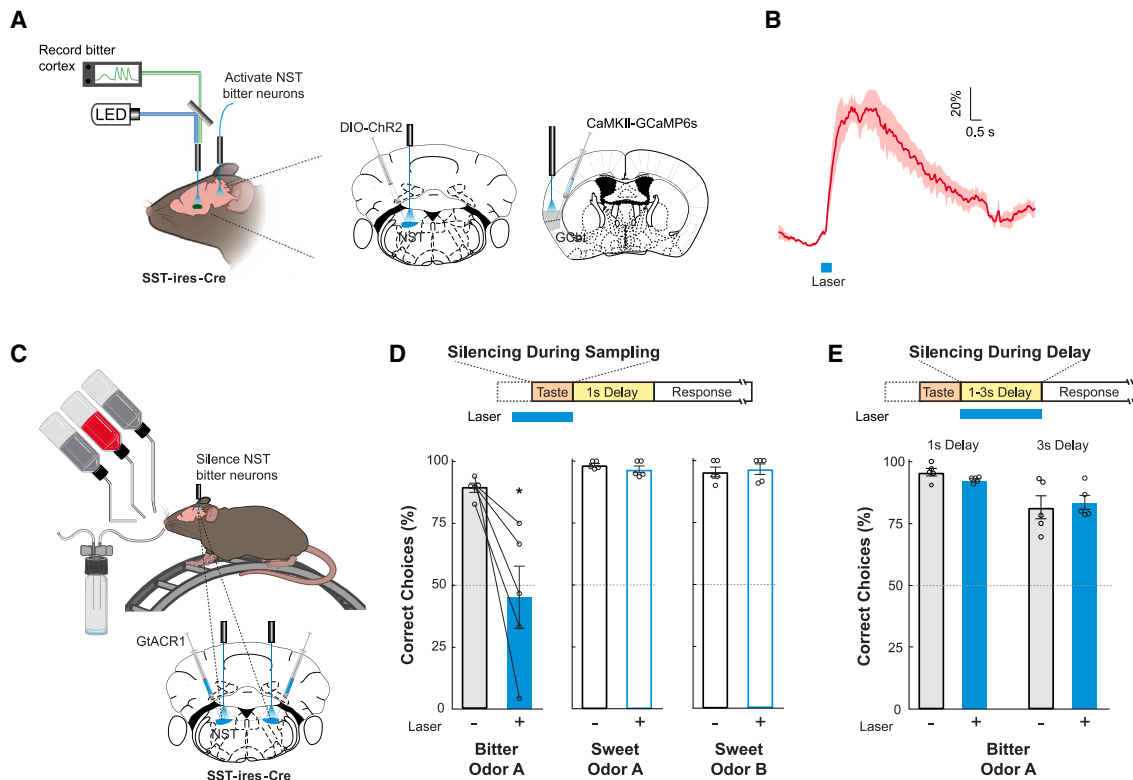 A
Record bitter
cortex
Activate NST
bitter neurons
LED
SST-ires-Cre
DIO-ChR2
NST
CaMKII-GCaMP6s
GCbt
B
20%
0.5 s
Laser
C
Silence NST
bitter neurons
GtACR1
NST
SST-ires-Cre
D
Silencing During Sampling
Taste
1s Delay
Response
Laser
Correct Choices (%)
100
75
50
25
0
*
Laser
- +
- +
- +
Bitter
Odor A
Sweet
Odor A
Sweet
Odor B
E
Silencing During Delay
Taste
1-3s Delay
Response
Laser
1s Delay
3s Delay
Correct Choices (%)
100
75
50
25
0
Laser
- + - +
Bitter
Odor A